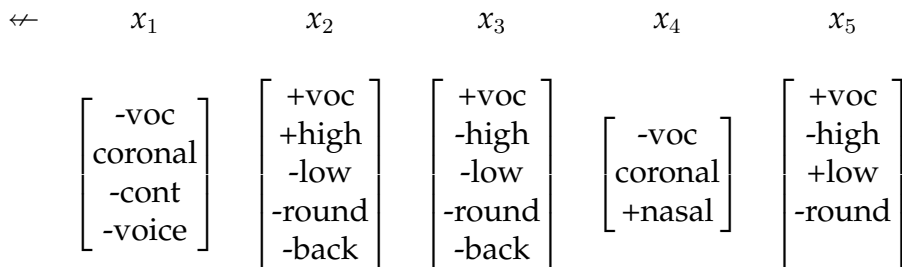 ↚ x₁ x₂ x₃ x₄ x₅
-voc coronal -cont -voice
+voc +high -low -round -back
+voc -high -low -round -back
-voc coronal +nasal
+voc -high +low -round